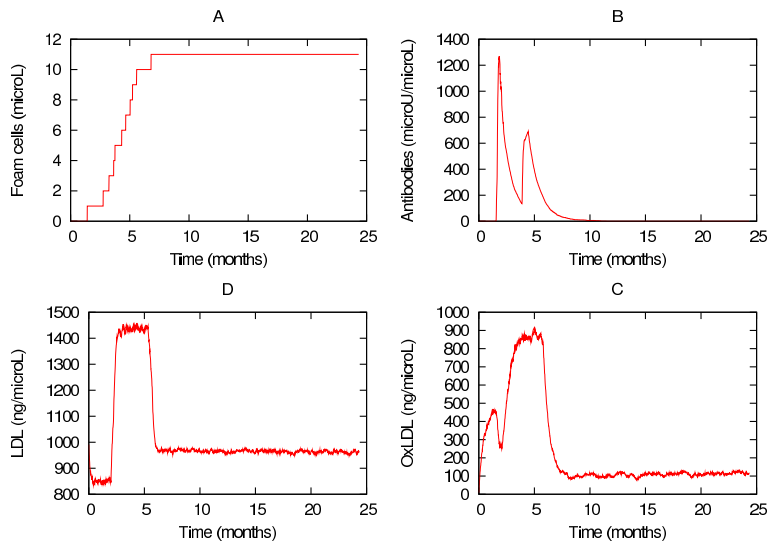 A
Foam cells (microL)
12
10
8
6
4
2
0
0 5 10 15 20 25
Time (months)
B
Antibodies (microU/microL)
1400
1200
1000
800
600
400
200
0
0 5 10 15 20 25
Time (months)
D
LDL (ng/microL)
1500
1400
1300
1200
1100
1000
900
800
0 5 10 15 20 25
Time (months)
C
OxLDL (ng/microL)
1000
900
800
700
600
500
400
300
200
100
0
0 5 10 15 20 25
Time (months)